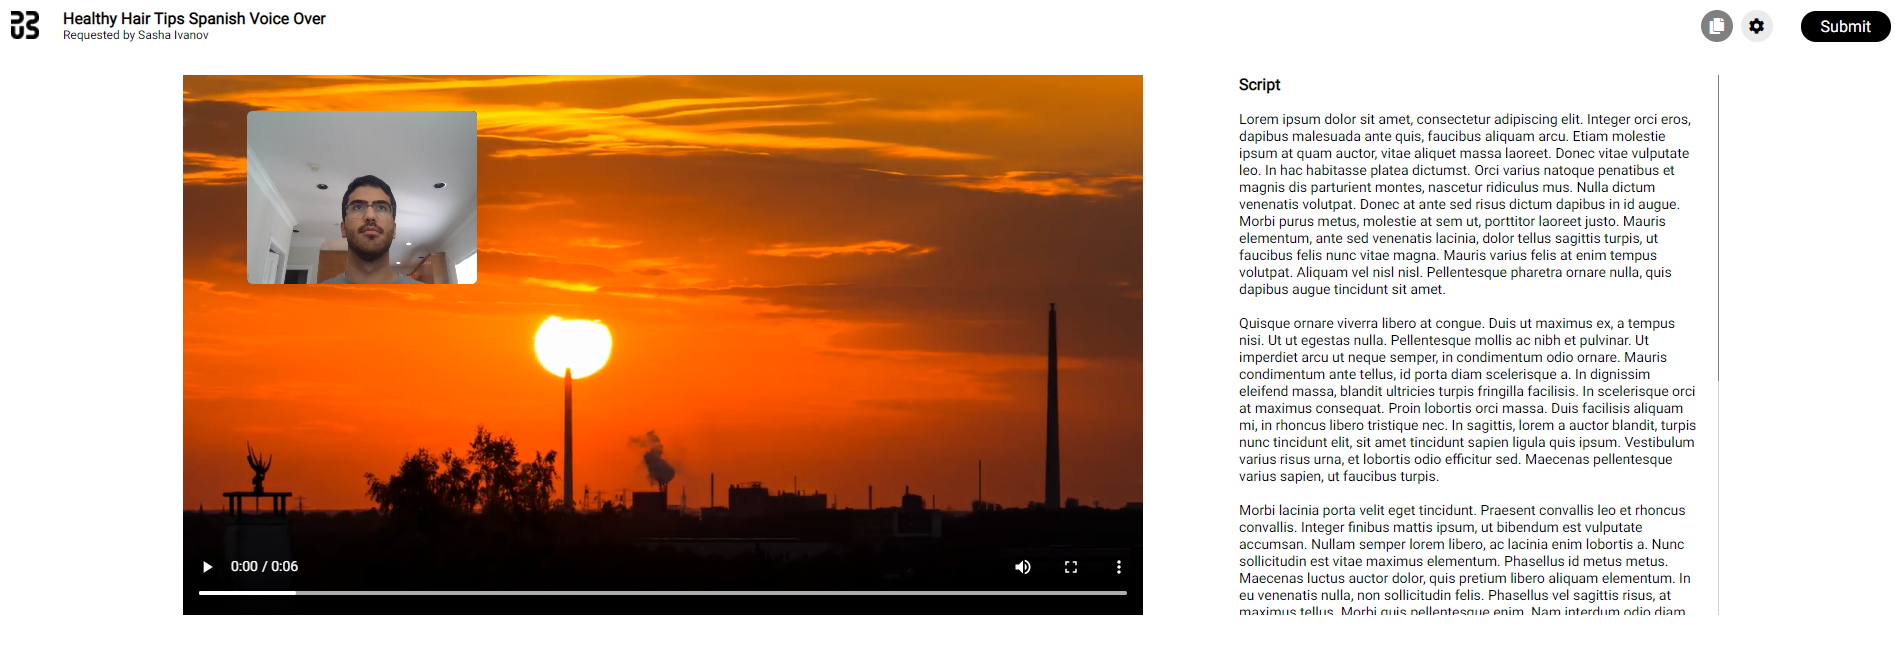 Healthy Hair Tips Spanish Voice Over
Requested by Sasha Ivanov
Submit
0:00 / 0:06
Script
Lorem ipsum dolor sit amet, consectetur adipiscing elit. Integer orci eros,
dapibus malesuada ante quis, faucibus aliquam arcu. Etiam molestie
ipsum at quam auctor, vitae aliquet massa laoreet. Donec vitae vulputate
leo. In hac habitasse platea dictumst. Orci varius natoque penatibus et
magnis dis parturient montes, nascetur ridiculus mus. Nulla dictum
venenatis volutpat. Donec at ante sed risus dictum dapibus in id augue.
Morbi purus metus, molestie at sem ut, porttitor laoreet justo. Mauris
elementum, ante sed venenatis lacinia, dolor tellus sagittis turpis, ut
faucibus felis nunc vitae magna. Mauris varius felis at enim tempus
volutpat. Aliquam vel nisl nisl. Pellentesque pharetra ornare nulla, quis
dapibus augue tincidunt sit amet.
Quisque ornare viverra libero at congue. Duis ut maximus ex, a tempus
nisi. Ut ut egestas nulla. Pellentesque mollis ac nibh et pulvinar. Ut
imperdiet arcu ut neque semper, in condimentum odio ornare. Mauris
condimentum ante tellus, id porta diam scelerisque a. In dignissim
eleifend massa, blandit ultricies turpis fringilla facilisis. In scelerisque orci
at maximus consequat. Proin lobortis orci massa. Duis facilisis aliquam
mi, in rhoncus libero tristique nec. In sagittis, lorem a auctor blandit, turpis
nunc tincidunt elit, sit amet tincidunt sapien ligula quis ipsum. Vestibulum
varius risus urna, et lobortis odio efficitur sed. Maecenas pellentesque
varius sapien, ut faucibus turpis.
Morbi lacinia porta velit eget tincidunt. Praesent convallis leo et rhoncus
convallis. Integer finibus mattis ipsum, ut bibendum est vulputate
accumsan. Nullam semper lorem libero, ac lacinia enim lobortis a. Nunc
sollicitudin est vitae maximus elementum. Phasellus id metus metus.
Maecenas luctus auctor dolor, quis pretium libero aliquam elementum. In
eu venenatis nulla, non sollicitudin felis. Phasellus vel sagittis risus, at
maximus tellus. Morbi quis pellentesque enim. Nam interdum odio diam